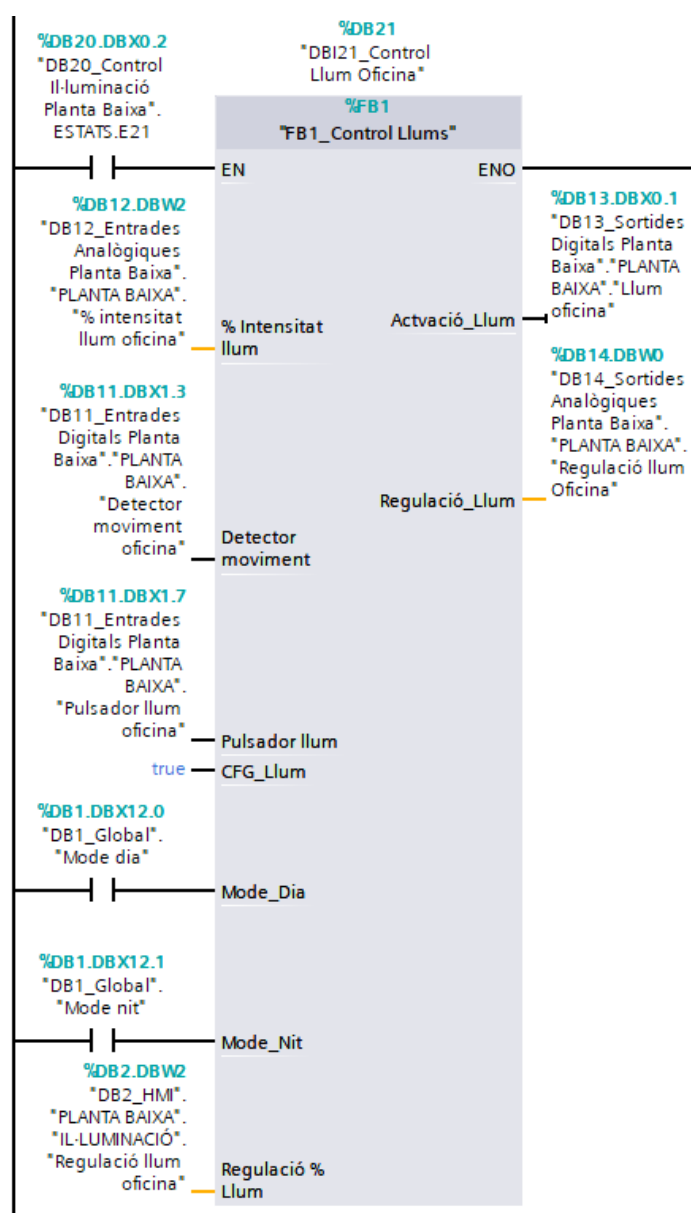 %DB20.DBX0.2
"DB20_Control
Il·luminació
Planta Baixa".
ESTATS.E21
%DB21
"DBI21_Control
Llum Oficina"
%FB1
"FB1_Control Llums"
EN
ENO
%DB12.DBW2
"DB12_Entrades
Analògiques
Planta Baixa".
"PLANTA BAIXA".
"% intensitat
llum oficina"
% Intensitat
llum
Actvació_Llum
%DB13.DBX0.1
"DB13_Sortides
Digitals Planta
Baixa"."PLANTA
BAIXA"."Llum
oficina"
%DB14.DBW0
"DB14_Sortides
Analògiques
Planta Baixa".
"PLANTA BAIXA".
"Regulació llum
Oficina"
Regulació_Llum
%DB11.DBX1.3
"DB11_Entrades
Digitals Planta
Baixa"."PLANTA
BAIXA".
"Detector
moviment
oficina"
Detector
moviment
%DB11.DBX1.7
"DB11_Entrades
Digitals Planta
Baixa"."PLANTA
BAIXA".
"Pulsador llum
oficina"
Pulsador llum
true
CFG_Llum
%DB1.DBX12.0
"DB1_Global".
"Mode dia"
Mode_Dia
%DB1.DBX12.1
"DB1_Global".
"Mode nit"
Mode_Nit
%DB2.DBW2
"DB2_HMI".
"PLANTA BAIXA".
"IL·LUMINACIÓ".
"Regulació llum
oficina"
Regulació %
Llum